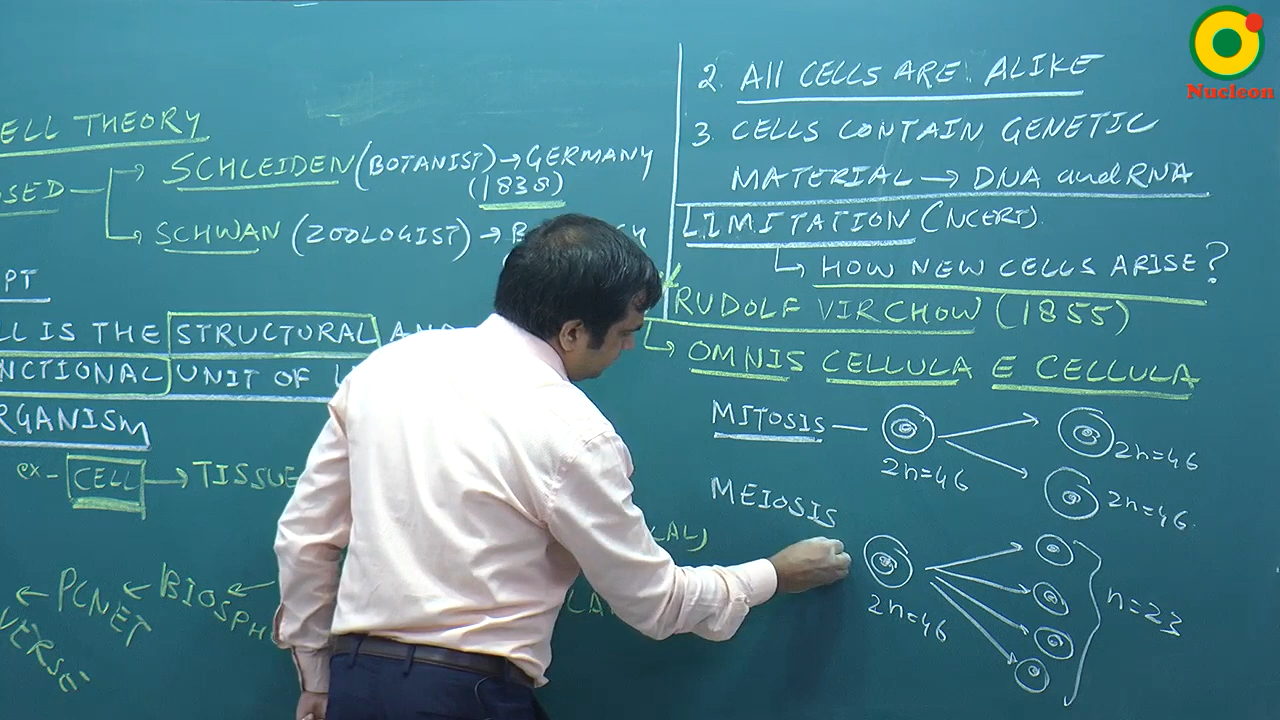 ELL THEORY
OSED
SCHLEIDEN (BOTANIST) → GERMANY
(1838)
SCHWAN (ZOOLOGIST) →
PT
LL IS THE STRUCTURAL
NCTIONAL UNIT OF
RGANISM
ex- CELL → TISSUE
← PCNET ← BIOSPH
VERSE
2. All CELLS ARE ALIKE
3. CELLS CONTAIN GENETIC
MATERIAL → DNA and RNA
LIMITATION (NCERT)
HOW NEW CELLS ARISE?
RUDOLF VIRCHOW (1855)
OMNIS CELLULA E CELLULA
MITOSIS
2n=46
2n=46
2n=46
MEIOSIS
2n=46
n=23
Nucleon